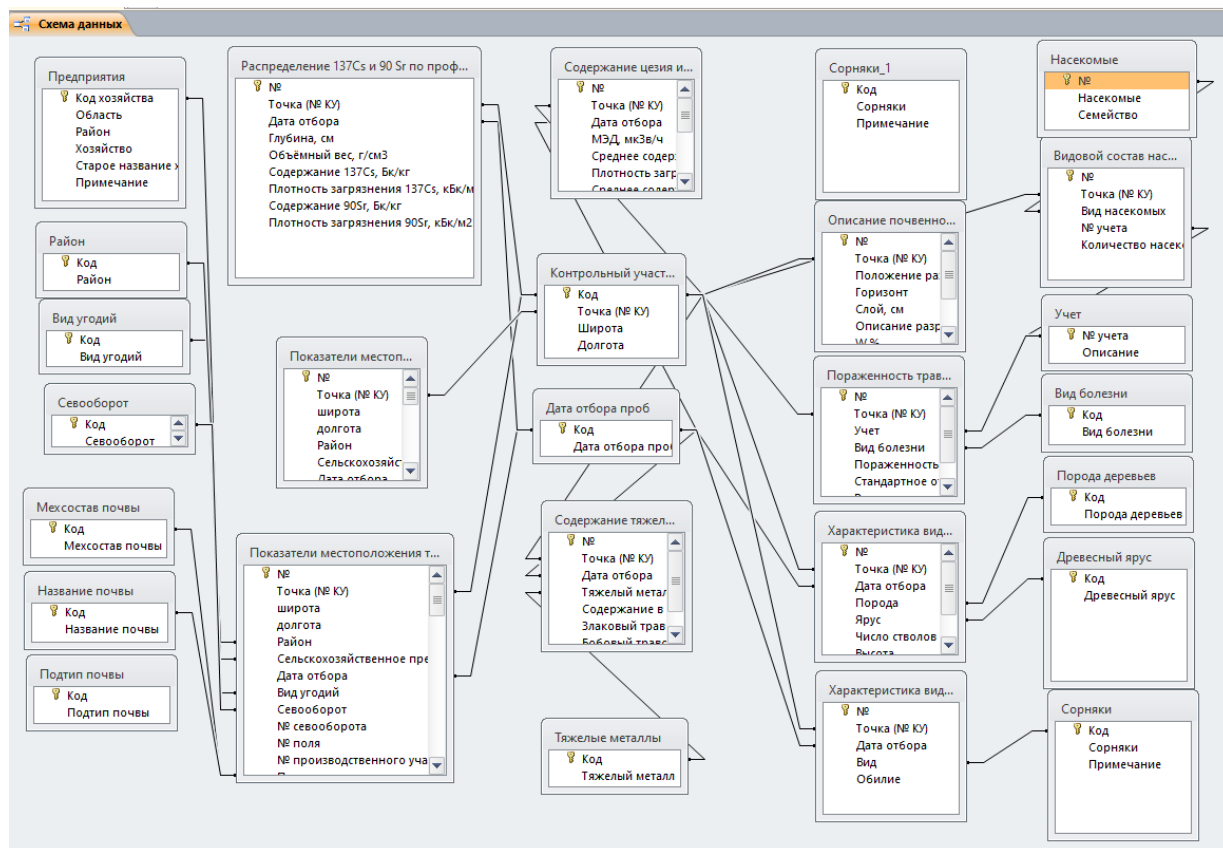 Схема данных
Предприятия
Код хозяйства
Область
Район
Хозяйство
Старое название х
Примечание
Район
Код
Район
Вид угодий
Код
Вид угодий
Севооборот
Код
Севооборот
Мехсостав почвы
Код
Мехсостав почвы
Название почвы
Код
Название почвы
Подтип почвы
Код
Подтип почвы
Распределение 137Cs и 90 Sr по проф...
№
Точка (№ КУ)
Дата отбора
Глубина, см
Объёмный вес, г/см3
Содержание 137Cs, Бк/кг
Плотность загрязнения 137Cs, кБк/м
Содержание 90Sr, Бк/кг
Плотность загрязнения 90Sr, кБк/м2
Показатели местоп...
№
Точка (№ КУ)
широта
долгота
Район
Сельскохозяйст
Дата отбора
Показатели местоположения т...
№
Точка (№ КУ)
широта
долгота
Район
Сельскохозяйственное пре
Дата отбора
Вид угодий
Севооборот
№ севооборота
№ поля
№ производственного уча
Содержание цезия и...
№
Точка (№ КУ)
Дата отбора
МЭД, мкЗв/ч
Среднее содер
Плотность загр
Среднее содер
Контрольный участ...
Код
Точка (№ КУ)
Широта
Долгота
Дата отбора проб
Код
Дата отбора проб
Содержание тяжел...
№
Точка (№ КУ)
Дата отбора
Тяжелый метал
Содержание в
Злаковый трав
Бобовый травс
Тяжелые металлы
Код
Тяжелый металл
Сорняки_1
Код
Сорняки
Примечание
Описание почвенно...
№
Точка (№ КУ)
Положение раз
Горизонт
Слой, см
Описание разр
W,%
Пораженность трав...
№
Точка (№ КУ)
Учет
Вид болезни
Пораженность
Стандартное о
Характеристика вид...
№
Точка (№ КУ)
Дата отбора
Порода
Ярус
Число стволов
Высота
Характеристика вид...
№
Точка (№ КУ)
Дата отбора
Вид
Обилие
Насекомые
№
Насекомые
Семейство
Видовой состав нас...
№
Точка (№ КУ)
Вид насекомых
№ учета
Количество насек
Учет
№ учета
Описание
Вид болезни
Код
Вид болезни
Порода деревьев
Код
Порода деревьев
Древесный ярус
Код
Древесный ярус
Сорняки
Код
Сорняки
Примечание